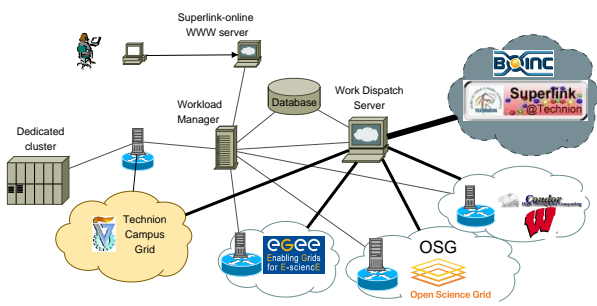 Superlink-online
WWW server
BOINC
Superlink
@Technion
Database
Work Dispatch
Server
Workload
Manager
Dedicated
cluster
Technion
Campus
Grid
eGee
Enabling Grids
for E-sciencE
OSG
Open Science Grid
Condor
W